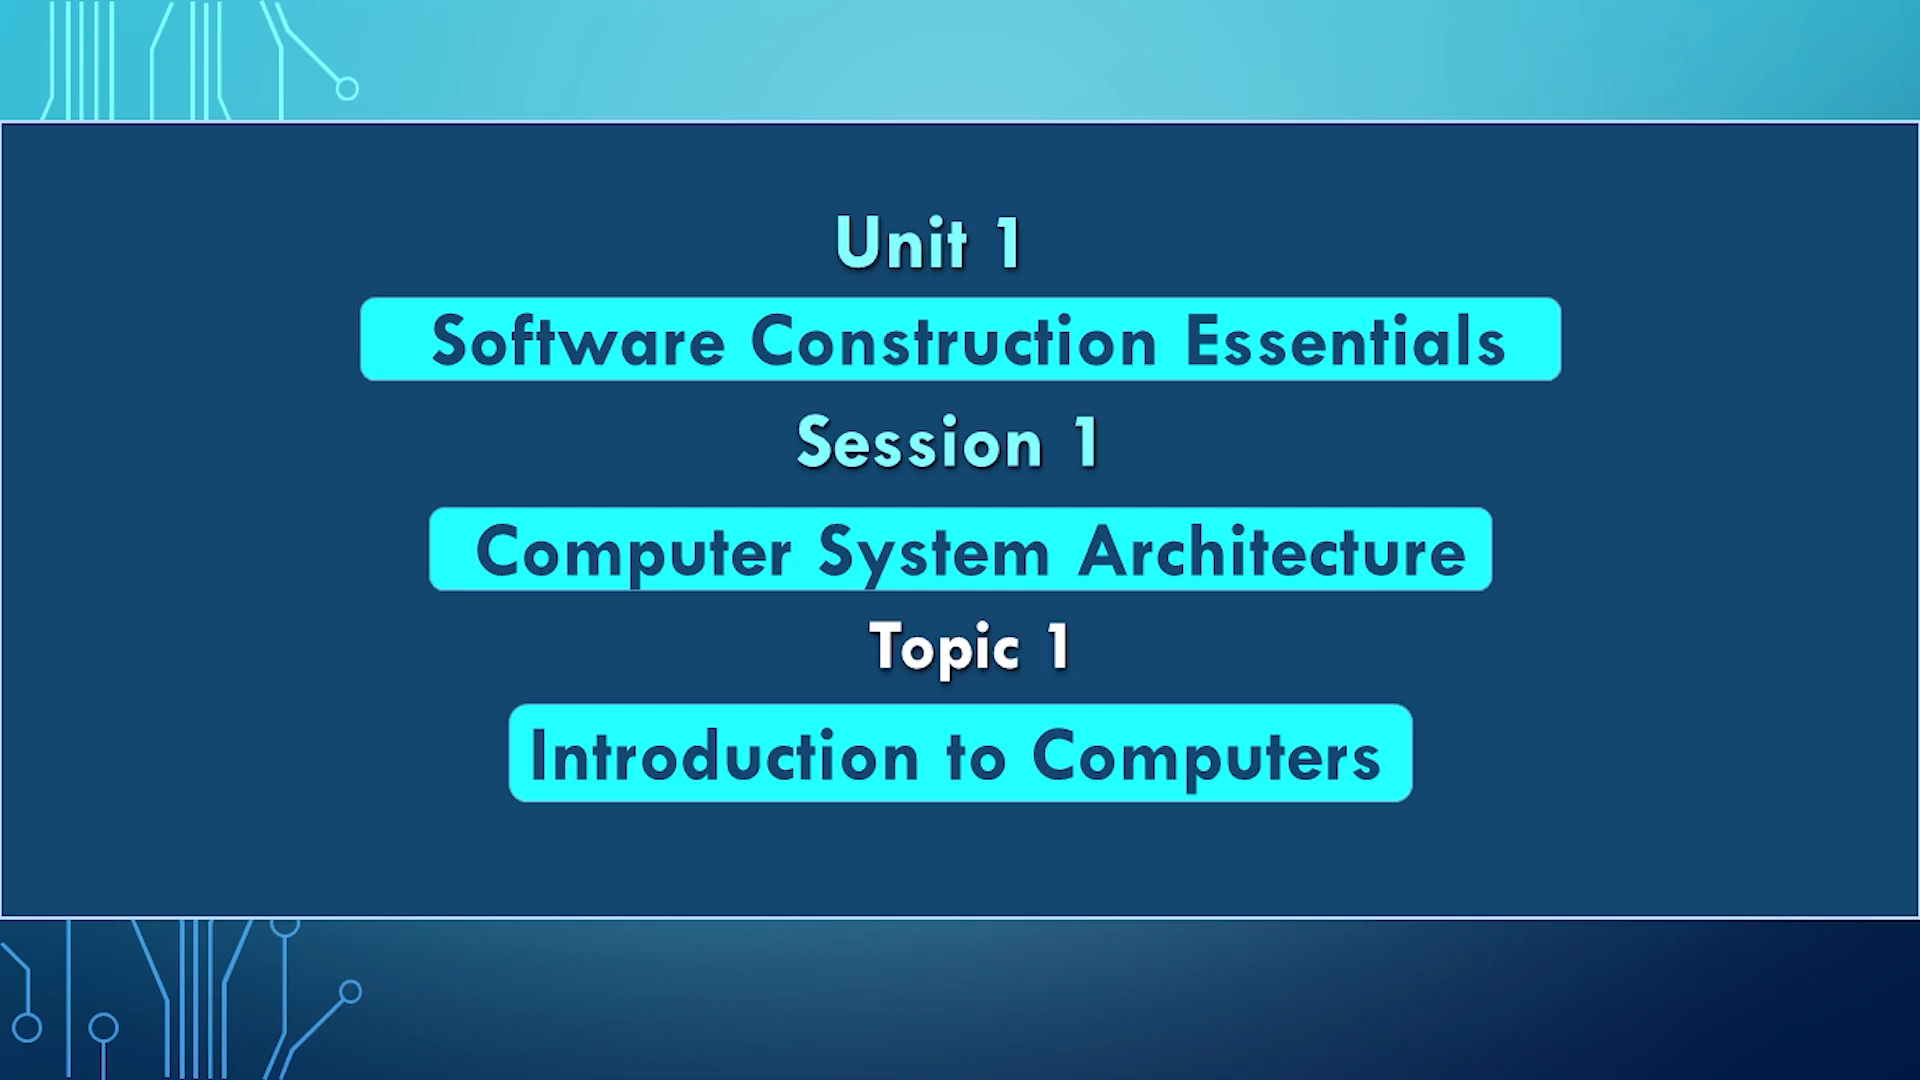 Unit 1
Software Construction Essentials
Session 1
Computer System Architecture
Topic 1
Introduction to Computers